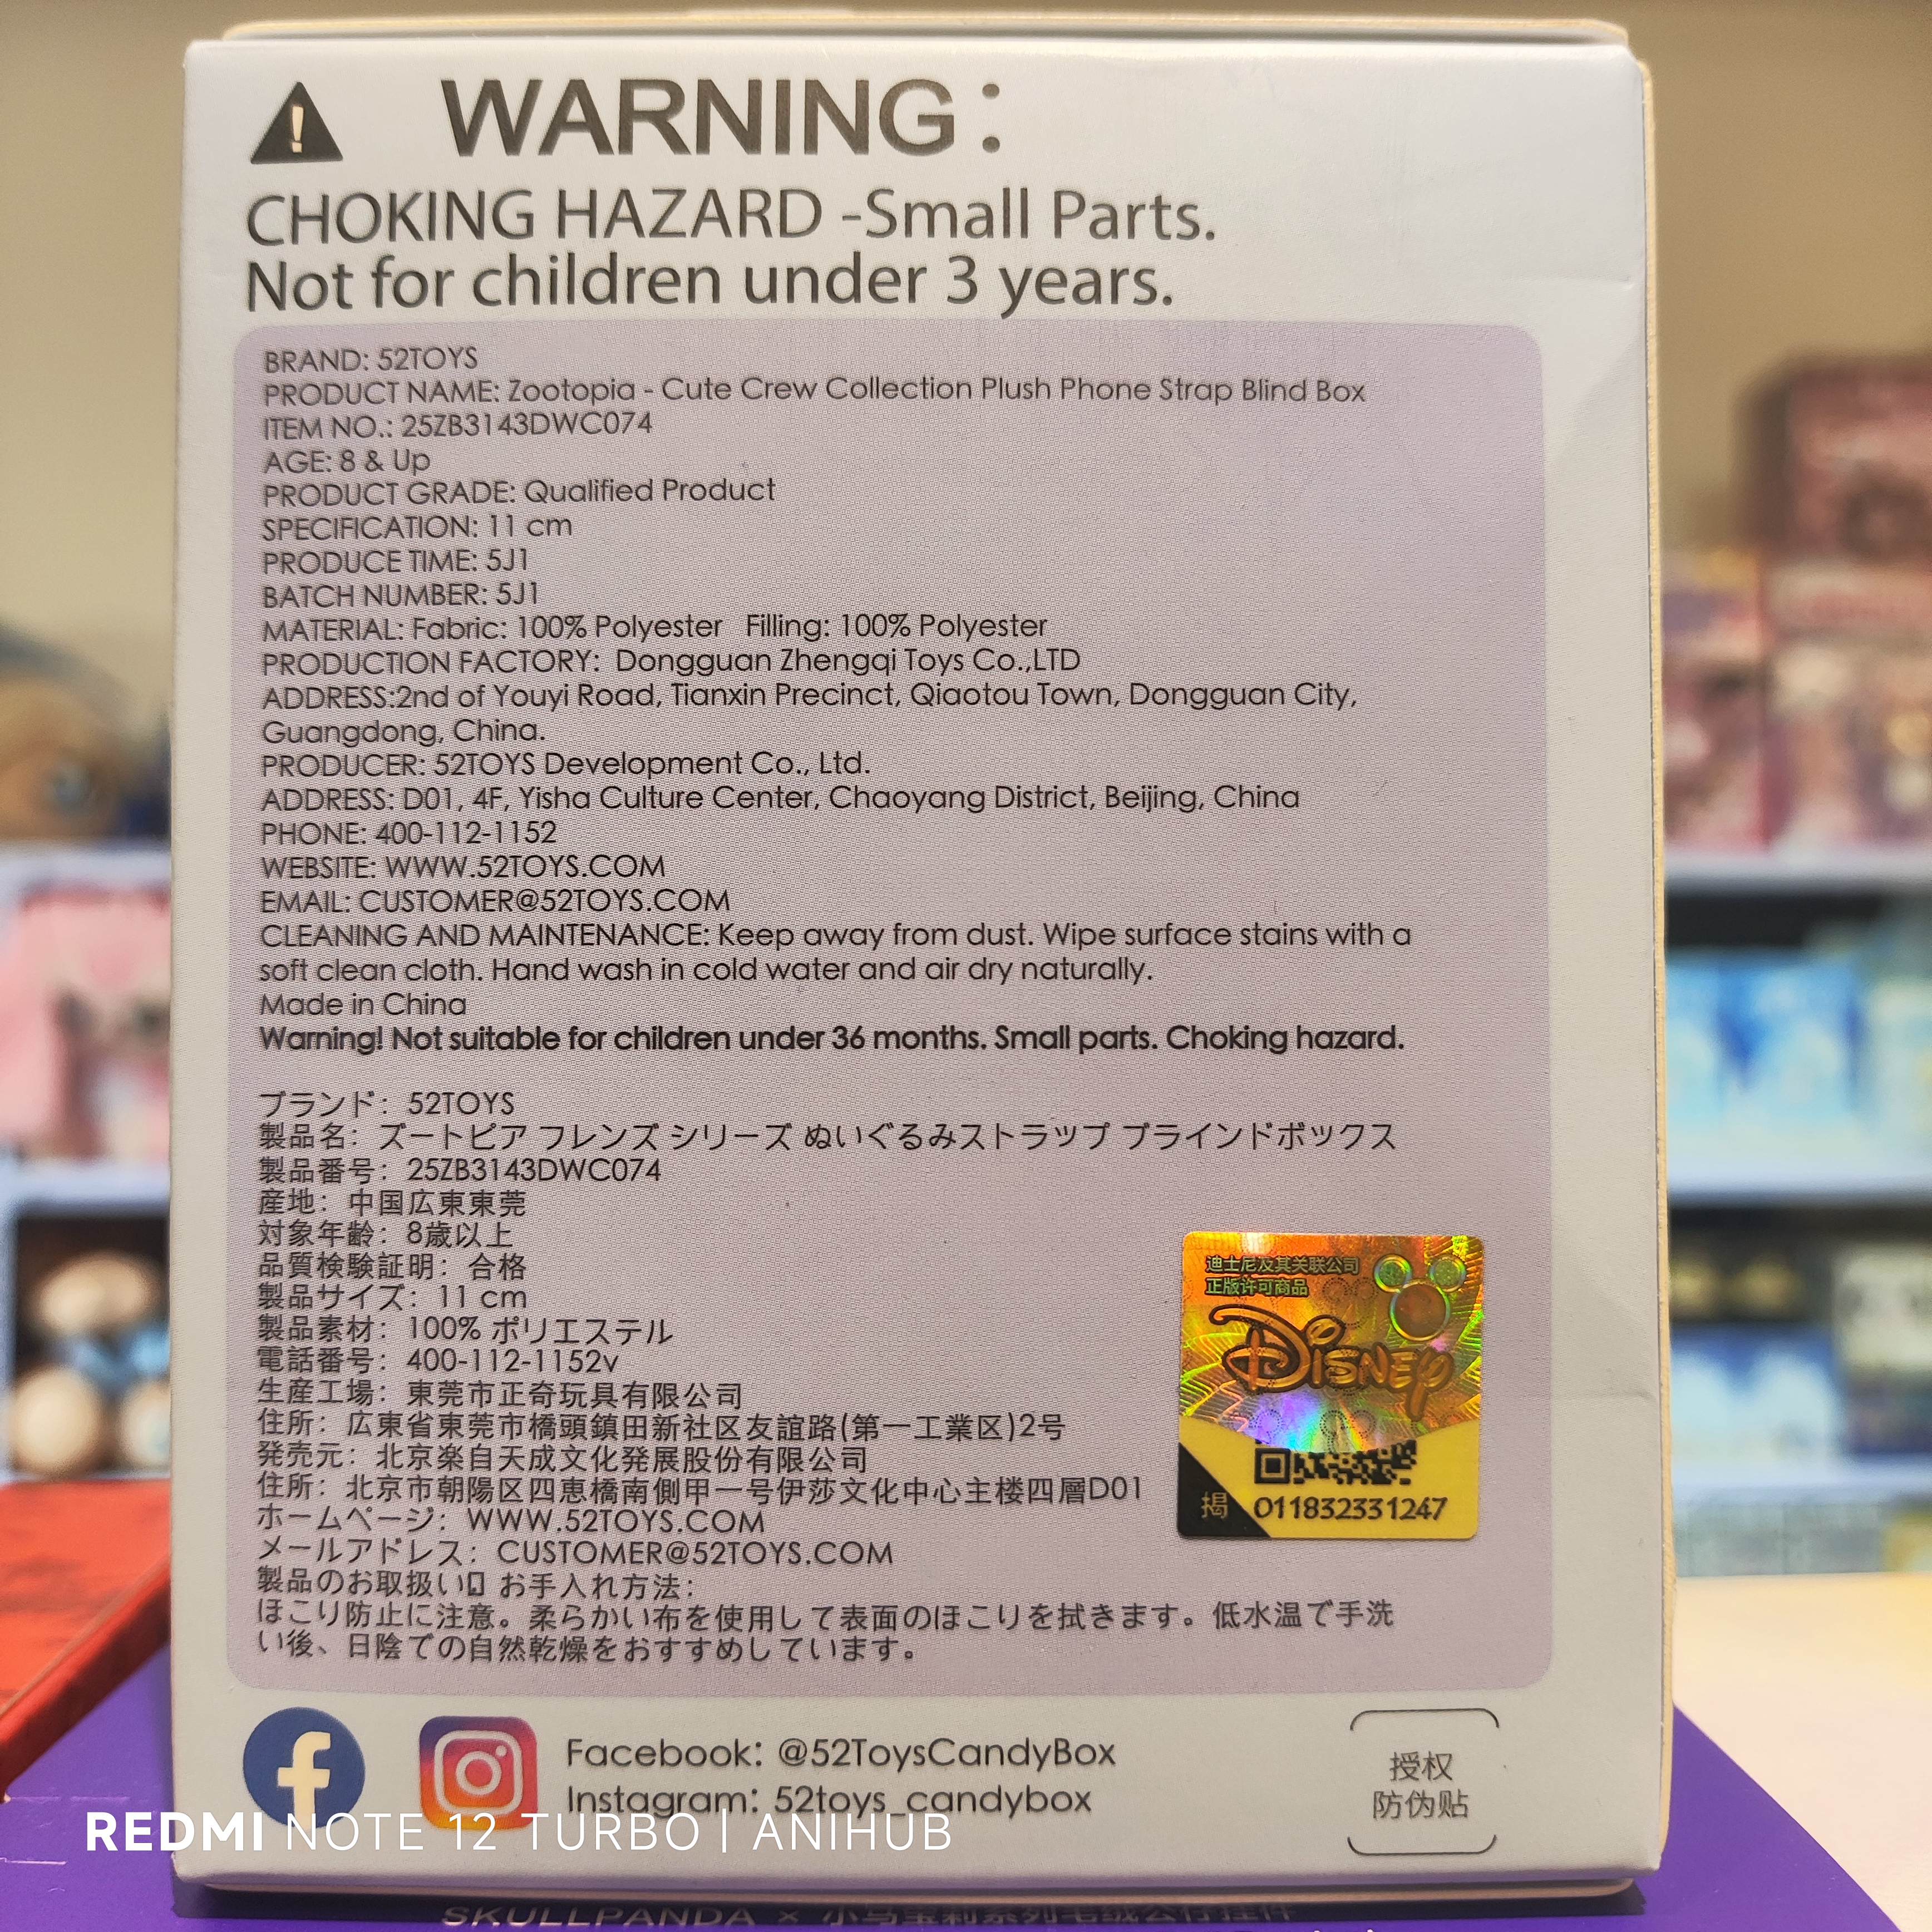 WARNING:
CHOKING HAZARD -Small Parts.
Not for children under 3 years.
BRAND: 52TOYS
PRODUCT NAME: Zootopia - Cute Crew Collection Plush Phone Strap Blind Box
ITEM NO.: 25ZB3143DWC074
AGE: 8 & Up
PRODUCT GRADE: Qualified Product
SPECIFICATION: 11 cm
PRODUCE TIME: 5J1
BATCH NUMBER: 5J1
MATERIAL: Fabric: 100% Polyester Filling: 100% Polyester
PRODUCTION FACTORY: Dongguan Zhengqi Toys Co.,LTD
ADDRESS:2nd of Youyi Road, Tianxin Precinct, Qiaotou Town, Dongguan City,
Guangdong, China.
PRODUCER: 52TOYS Development Co., Ltd.
ADDRESS: D01, 4F, Yisha Culture Center, Chaoyang District, Beijing, China
PHONE: 400-112-1152
WEBSITE: WWW.52TOYS.COM
EMAIL: CUSTOMER@52TOYS.COM
CLEANING AND MAINTENANCE: Keep away from dust. Wipe surface stains with a
soft clean cloth. Hand wash in cold water and air dry naturally.
Made in China
Warning! Not suitable for children under 36 months. Small parts. Choking hazard.
ブランド: 52TOYS
製品名: ズートピア フレンズ シリーズ ぬいぐるみストラップ ブラインドボックス
製品番号: 25ZB3143DWC074
産地: 中国広東東莞
対象年齢: 8歳以上
品質検験証明: 合格
製品サイズ: 11 cm
製品素材: 100% ポリエステル
電話番号: 400-112-1152v
生産工場: 東莞市正奇玩具有限公司
住所: 広東省東莞市橋頭鎮田新社区友誼路(第一工業区)2号
発売元: 北京楽自天成文化発展股份有限公司
住所: 北京市朝陽区四恵橋南側甲一号伊莎文化中心主楼四層D01
ホームページ: WWW.52TOYS.COM
メールアドレス: CUSTOMER@52TOYS.COM
製品のお取扱い お手入れ方法:
ほこり防止に注意。柔らかい布を使用して表面のほこりを拭きます。低水温で手洗
い後、日陰での自然乾燥をおすすめしています。
迪士尼及其关联公司
正版许可商品
Disney
揭 011832331247
Facebook: @52ToysCandyBox
Instagram: 52toys_candybox
授权
防伪贴
REDMI NOTE 12 TURBO | ANIHUB
SKULLPANDA × 小马宝莉系列毛绒公仔挂件